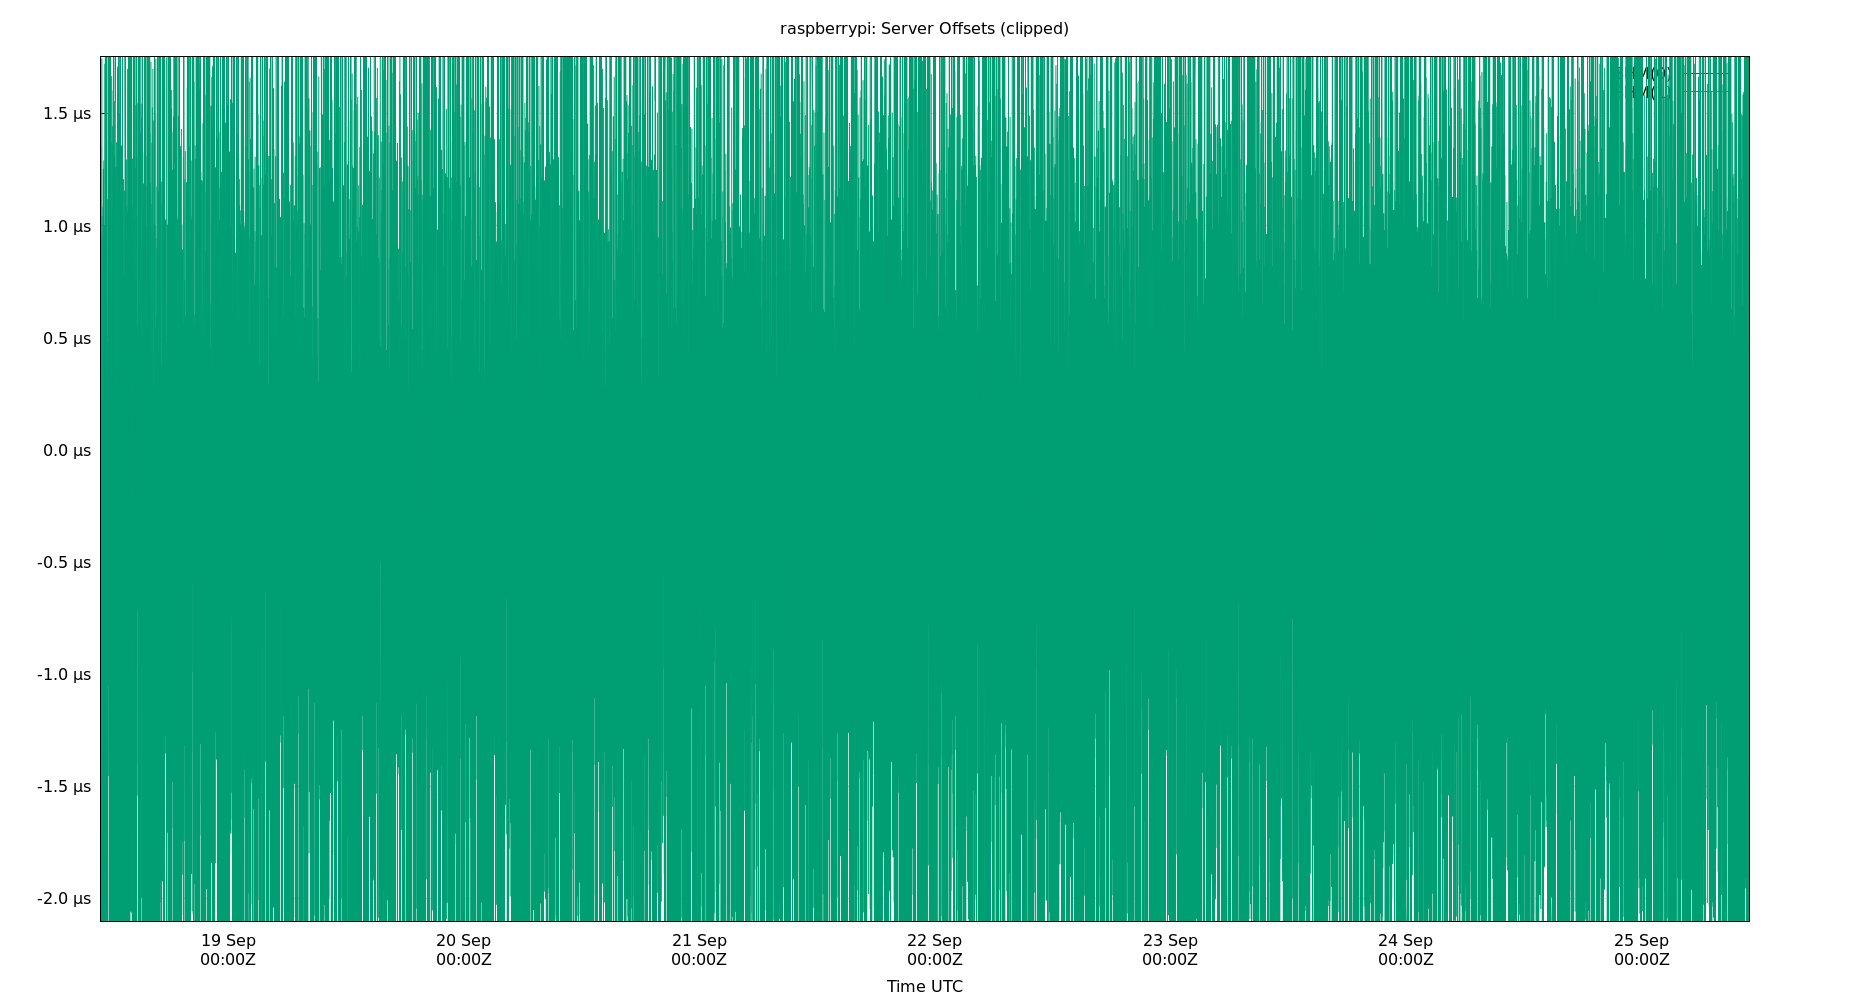 raspberrypi: Server Offsets (clipped)
1.5 µs
1.0 µs
0.5 µs
0.0 µs
-0.5 µs
-1.0 µs
-1.5 µs
-2.0 µs
19 Sep
00:00Z
20 Sep
00:00Z
21 Sep
00:00Z
22 Sep
00:00Z
23 Sep
00:00Z
24 Sep
00:00Z
25 Sep
00:00Z
Time UTC